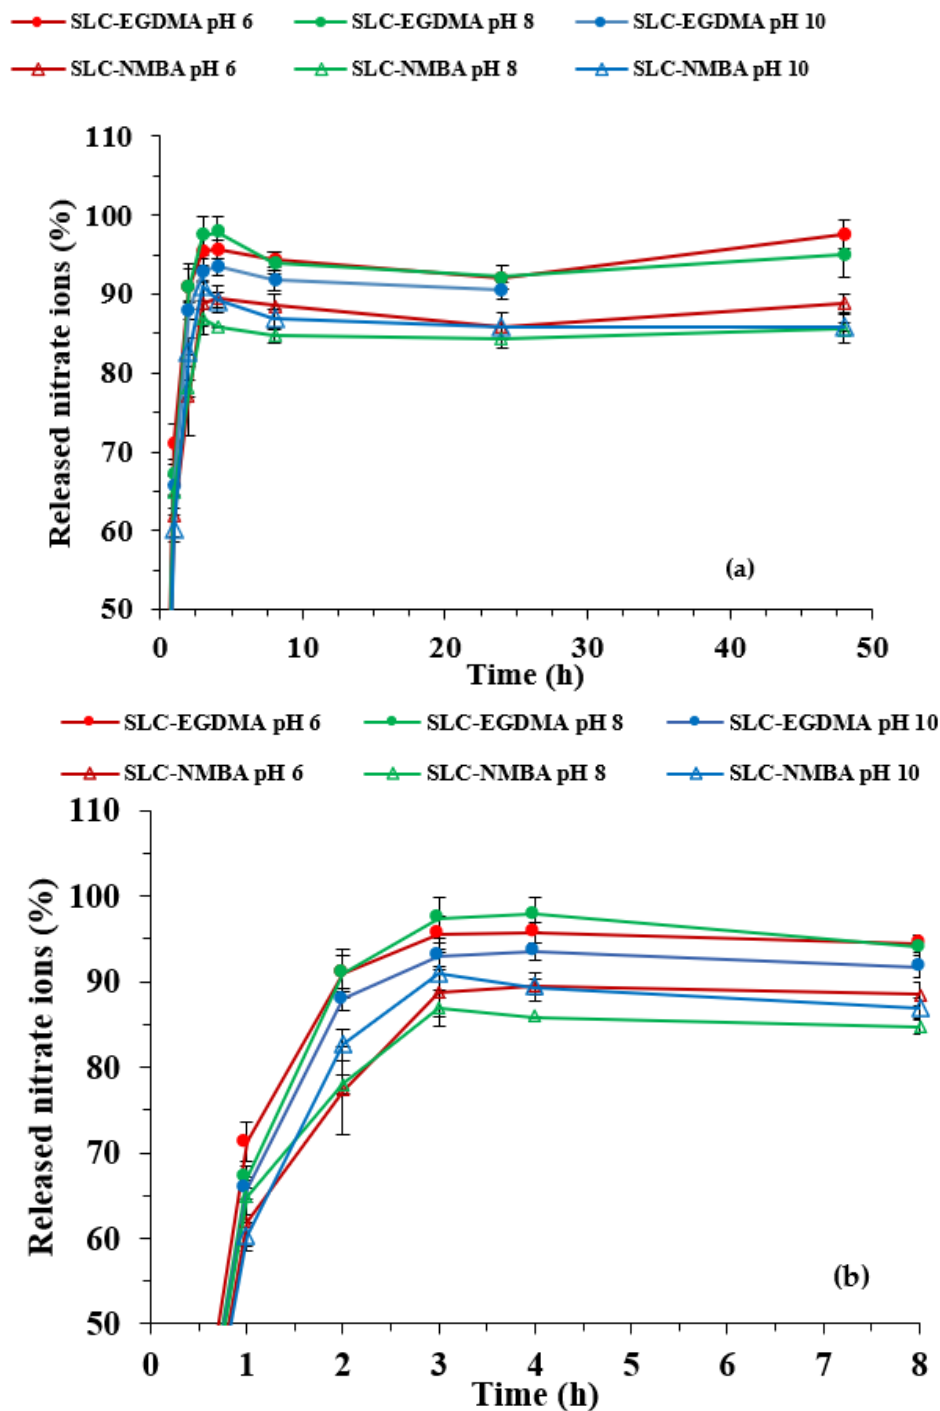 SLC-EGDMA pH 6 SLC-EGDMA pH 8 SLC-EGDMA pH 10
SLC-NMBA pH 6 SLC-NMBA pH 8 SLC-NMBA pH 10
110
100
90
80
70
60
50
Released nitrate ions (%)
(a)
0 10 20 30 40 50
Time (h)
SLC-EGDMA pH 6 SLC-EGDMA pH 8 SLC-EGDMA pH 10
SLC-NMBA pH 6 SLC-NMBA pH 8 SLC-NMBA pH 10
110
100
90
80
70
60
50
Released nitrate ions (%)
(b)
0 1 2 3 4 5 6 7 8
Time (h)